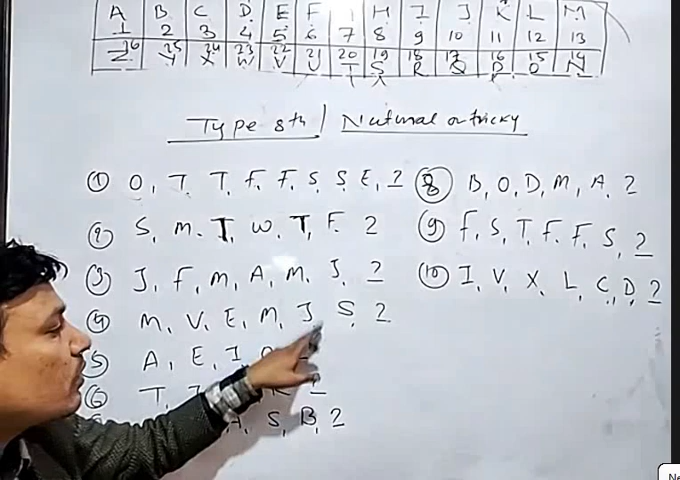 A B C D E F H I J K L M
1 2 3 4 5 6 7 8 9 10 11 12 13
26 25 24 23 22 21 20 19 18 17 16 15 14
Z Y X W V U T S R Q P O N
Type 8th / Natural or tricky
① O, T, T, F, F, S, S, E, ?
② S, M, T, W, T, F, ?
③ J, F, M, A, M, J, ?
④ M, V, E, M, J, S, ?
⑤ A, E, I, O
⑥ T,
A, S, B, ?
⑧ B, O, D, M, A, ?
⑨ F, S, T, F, F, S, ?
⑩ I, V, X, L, C, D, ?